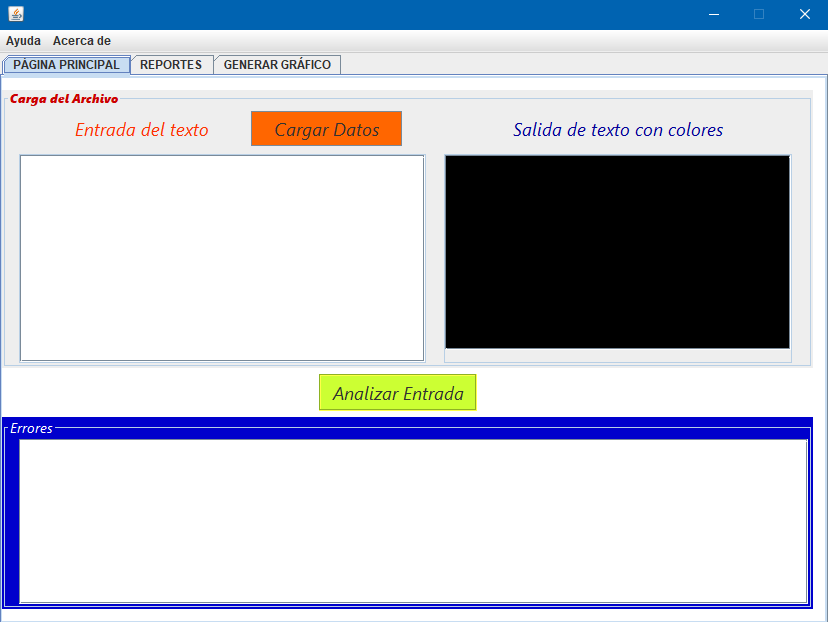 Ayuda Acerca de
PÁGINA PRINCIPAL REPORTES GENERAR GRÁFICO
Carga del Archivo
Entrada del texto Cargar Datos Salida de texto con colores
Analizar Entrada
Errores